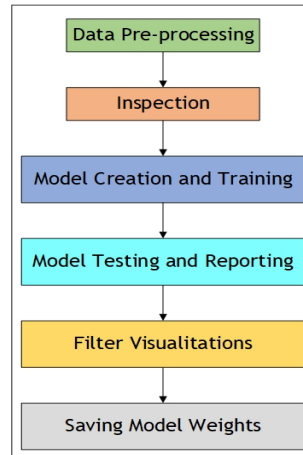 Data Pre-processing
Inspection
Model Creation and Training
Model Testing and Reporting
Filter Visualitations
Saving Model Weights